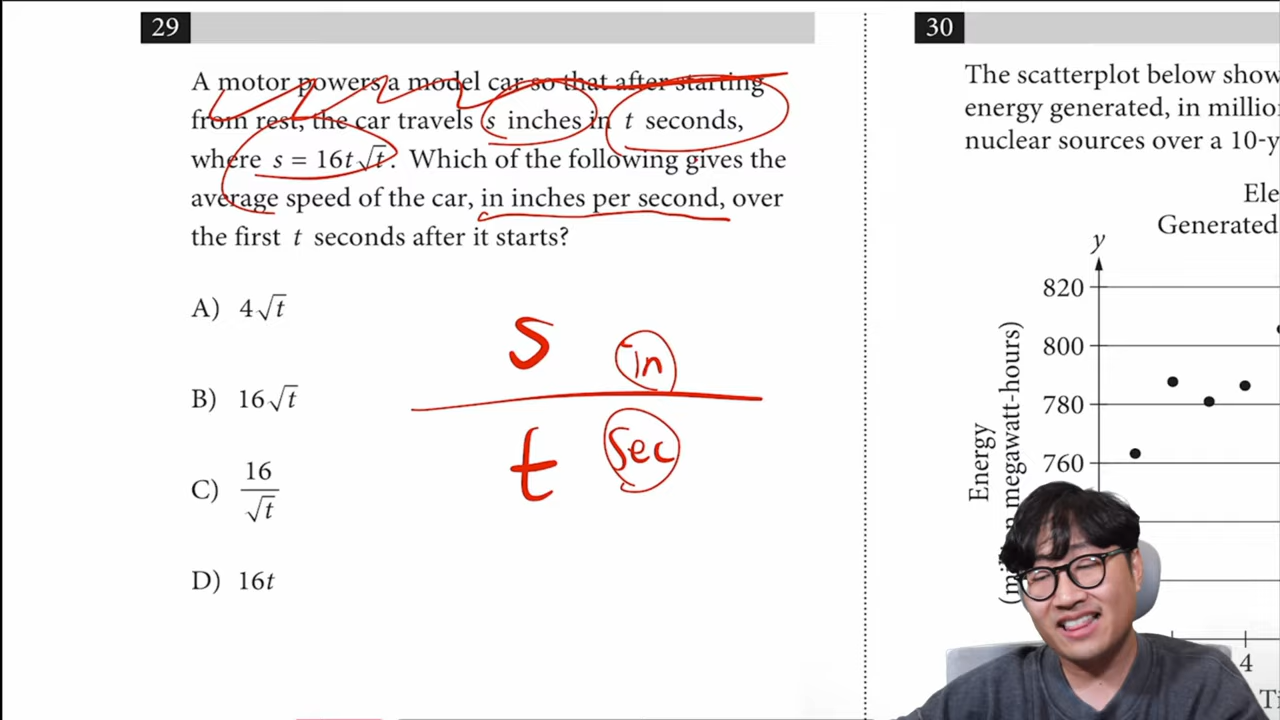 29
A motor powers a model car so that after starting
from rest, the car travels s inches in t seconds,
where s = 16t√t. Which of the following gives the
average speed of the car, in inches per second, over
the first t seconds after it starts?
A) 4√t
B) 16√t
C) 16/√t
D) 16t
s in
t sec
30
The scatterplot below show
energy generated, in millio
nuclear sources over a 10-y
Ele
Generated
y
820
800
780
760
Energy
megawatt-hours)
4